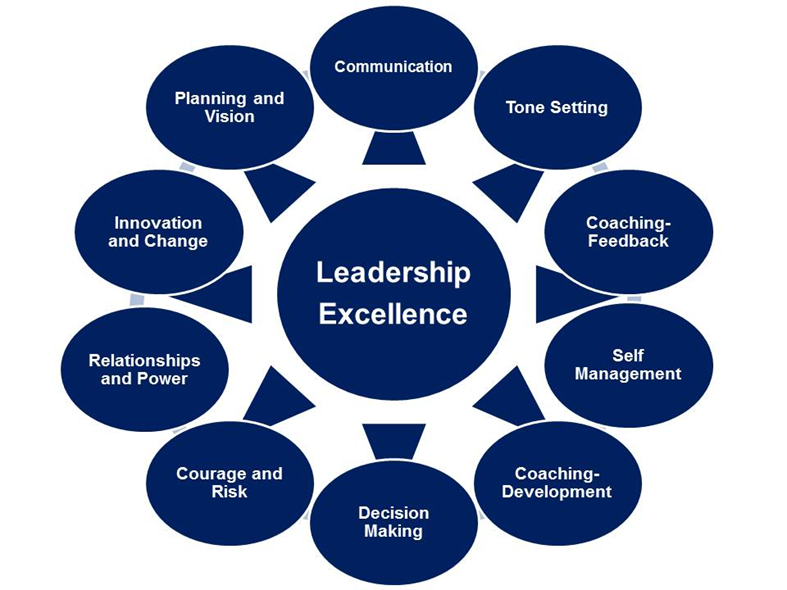 Communication
Tone Setting
Coaching-
Feedback
Self
Management
Coaching-
Development
Decision
Making
Courage and
Risk
Relationships
and Power
Innovation
and Change
Planning and
Vision
Leadership
Excellence